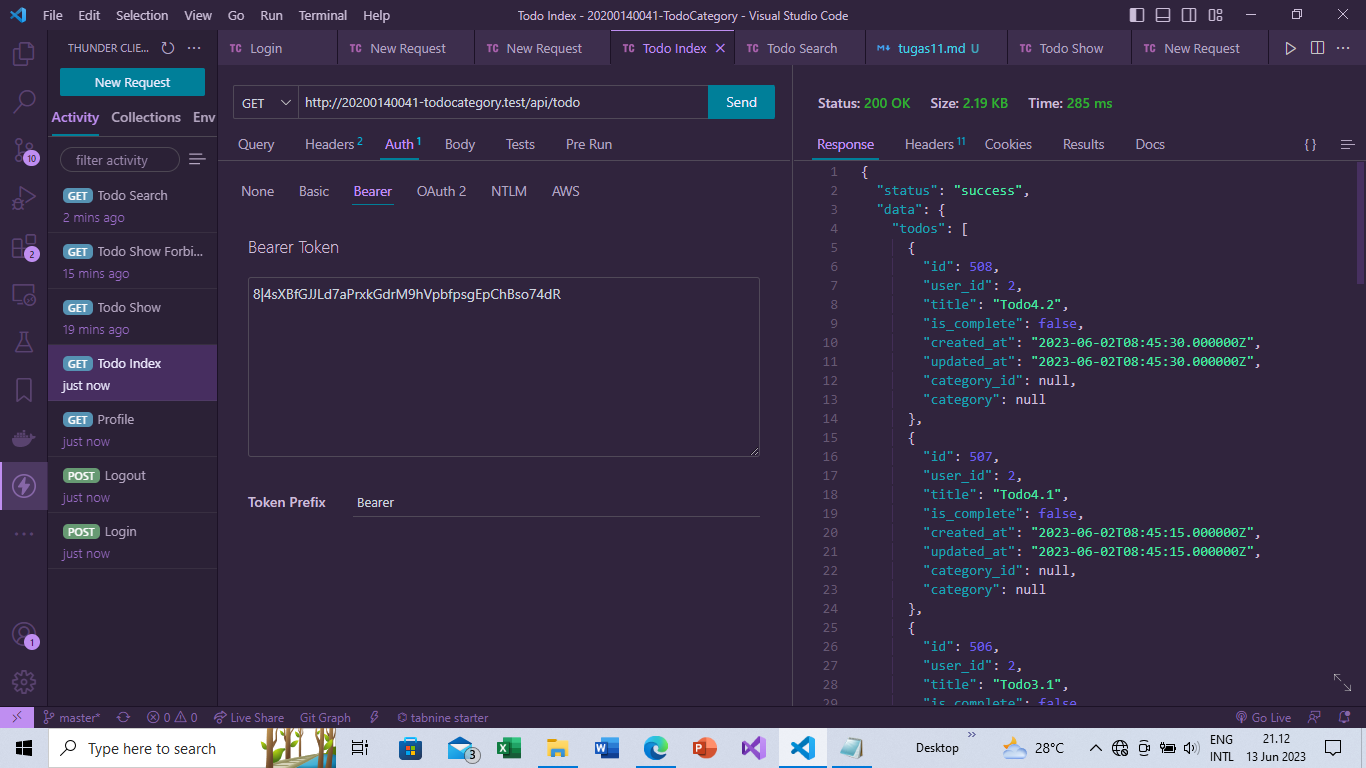 File Edit Selection View Go Run Terminal Help
Todo Index - 20200140041-TodoCategory - Visual Studio Code
THUNDER CLIE...
New Request
Activity Collections Env
filter activity
GET Todo Search
2 mins ago
GET Todo Show Forbi...
15 mins ago
GET Todo Show
19 mins ago
GET Todo Index
just now
GET Profile
just now
POST Logout
just now
POST Login
just now
10
2
1
TC Login
TC New Request
TC New Request
TC Todo Index
TC Todo Search
tugas11.md U
TC Todo Show
TC New Request
GET http://20200140041-todocategory.test/api/todo Send
Query Headers 2 Auth 1 Body Tests Pre Run
None Basic Bearer OAuth 2 NTLM AWS
Bearer Token
8|4sXBfGJJLd7aPrxkGdrM9hVpbfpsgEpChBso74dR
Token Prefix Bearer
Status: 200 OK Size: 2.19 KB Time: 285 ms
Response Headers 11 Cookies Results Docs {}
1 {
2 "status": "success",
3 "data": {
4 "todos": [
5 {
6 "id": 508,
7 "user_id": 2,
8 "title": "Todo4.2",
9 "is_complete": false,
10 "created_at": "2023-06-02T08:45:30.000000Z",
11 "updated_at": "2023-06-02T08:45:30.000000Z",
12 "category_id": null,
13 "category": null
14 },
15 {
16 "id": 507,
17 "user_id": 2,
18 "title": "Todo4.1",
19 "is_complete": false,
20 "created_at": "2023-06-02T08:45:15.000000Z",
21 "updated_at": "2023-06-02T08:45:15.000000Z",
22 "category_id": null,
23 "category": null
24 },
25 {
26 "id": 506,
27 "user_id": 2,
28 "title": "Todo3.1",
29 "is_complete": false
master* 0 0 Live Share Git Graph tabnine starter Go Live
Type here to search
3
Desktop
28°C
ENG
INTL
21.12
13 Jun 2023